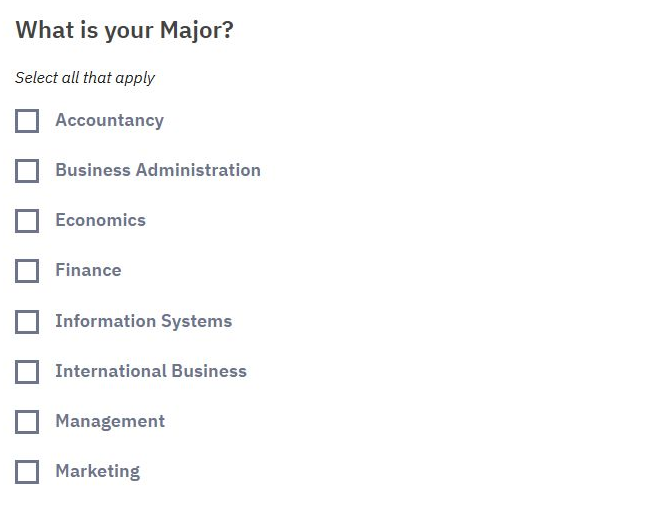 What is your Major?
Select all that apply
Accountancy
Business Administration
Economics
Finance
Information Systems
International Business
Management
Marketing